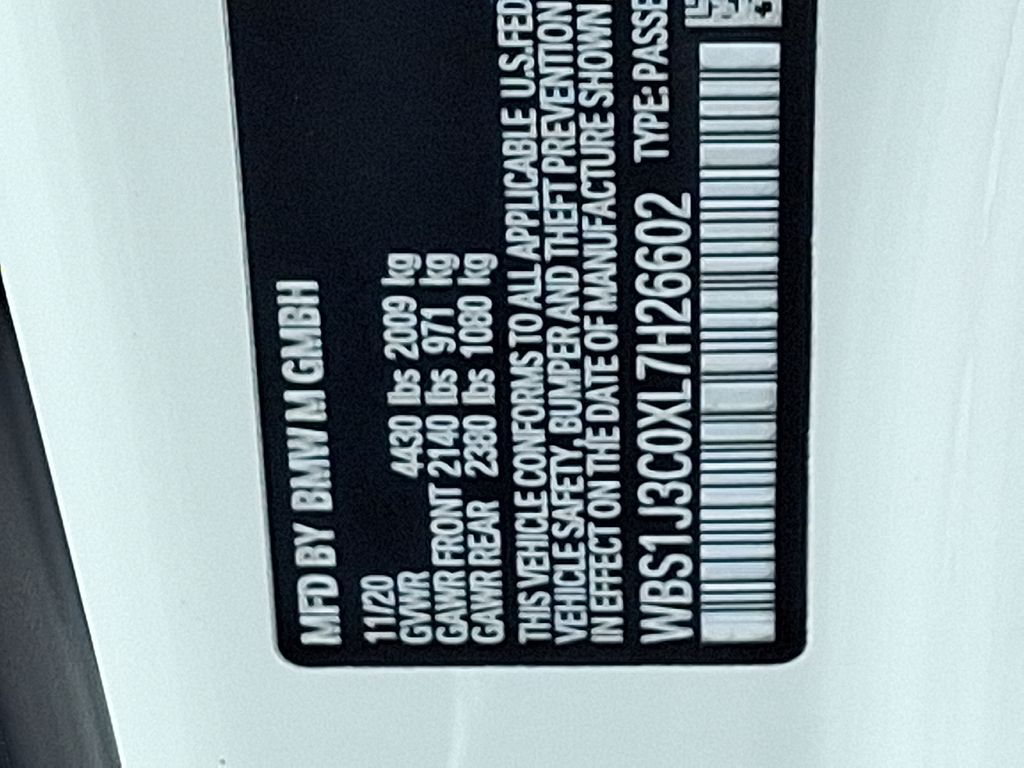 MFD BY BMW M GMBH
11/20
GVWR 4430 lbs 2009 kg
GAWR FRONT 2140 lbs 971 kg
GAWR REAR 2380 lbs 1080 kg
THIS VEHICLE CONFORMS TO ALL APPLICABLE U.S.FED
VEHICLE SAFETY, BUMPER AND THEFT PREVENTION
IN EFFECT ON THE DATE OF MANUFACTURE SHOWN
WBS1J3C0XL7H26602 TYPE: PASSE